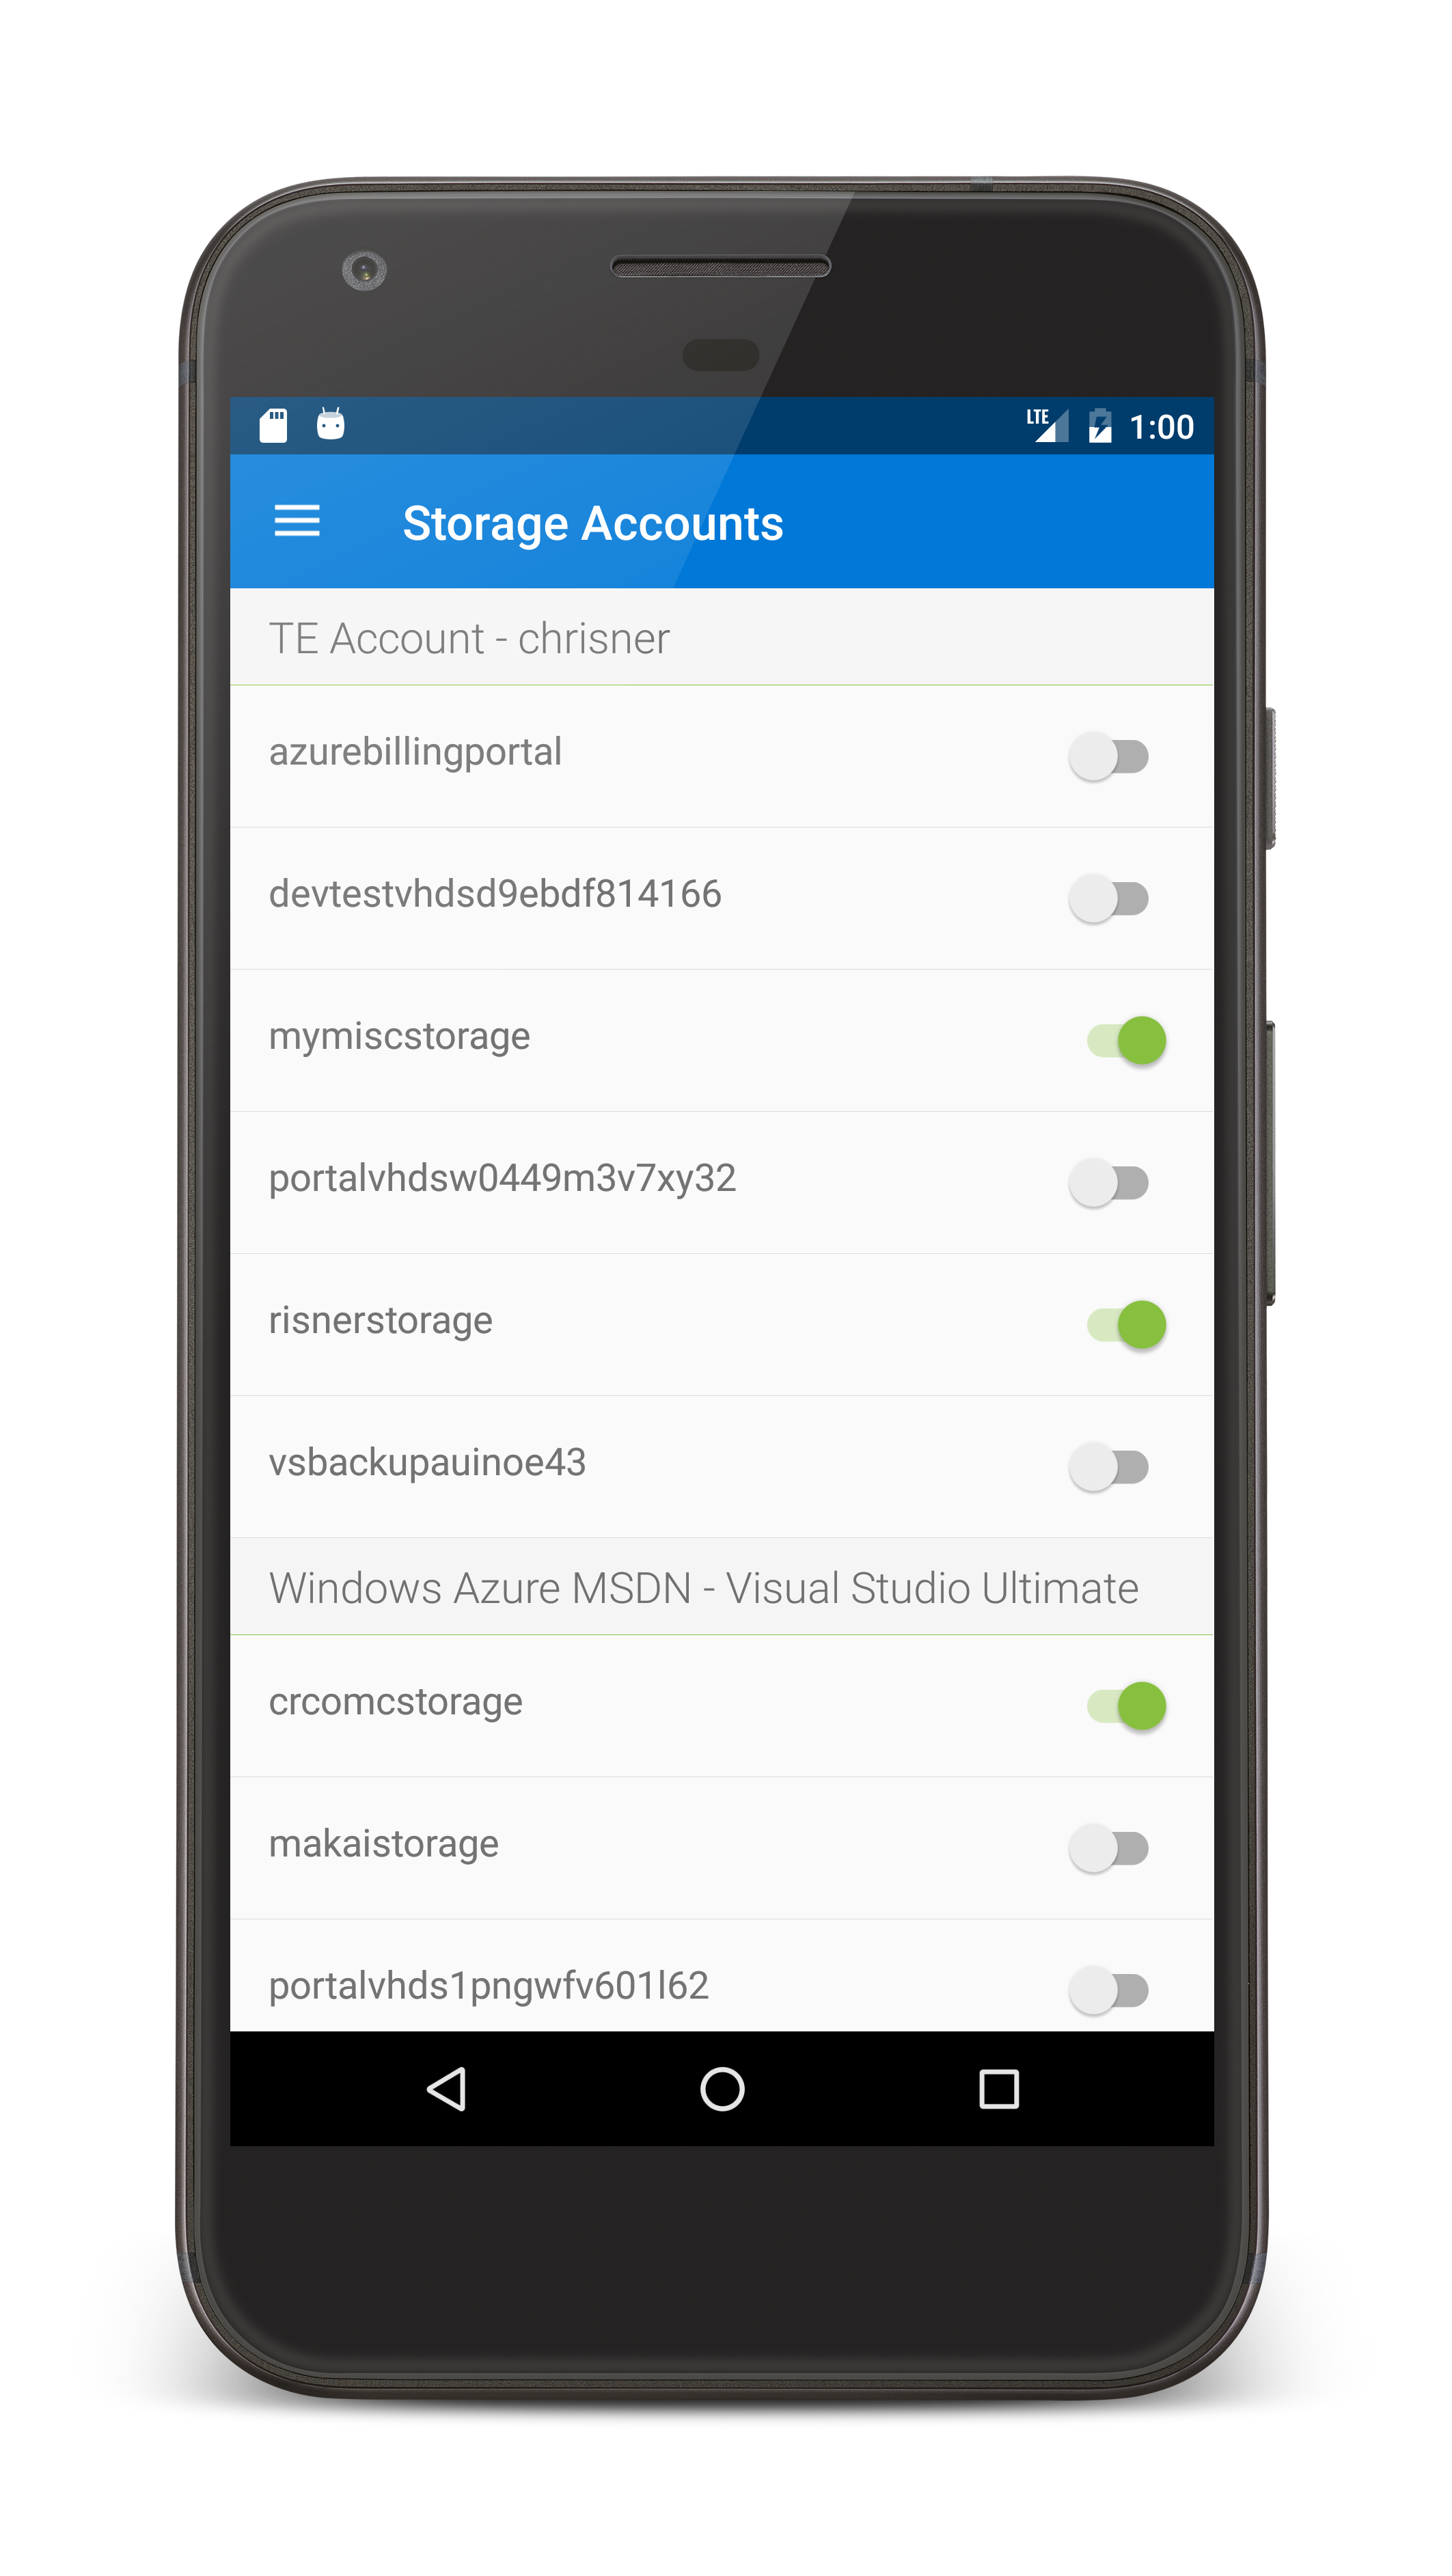 LTE 1:00
Storage Accounts
TE Account - chrisner
azurebillingportal
devtestvhdsd9ebdf814166
mymiscstorage
portalvhdsw0449m3v7xy32
risnerstorage
vsbackupauinoe43
Windows Azure MSDN - Visual Studio Ultimate
crcomcstorage
makaistorage
portalvhds1pngwfv601l62